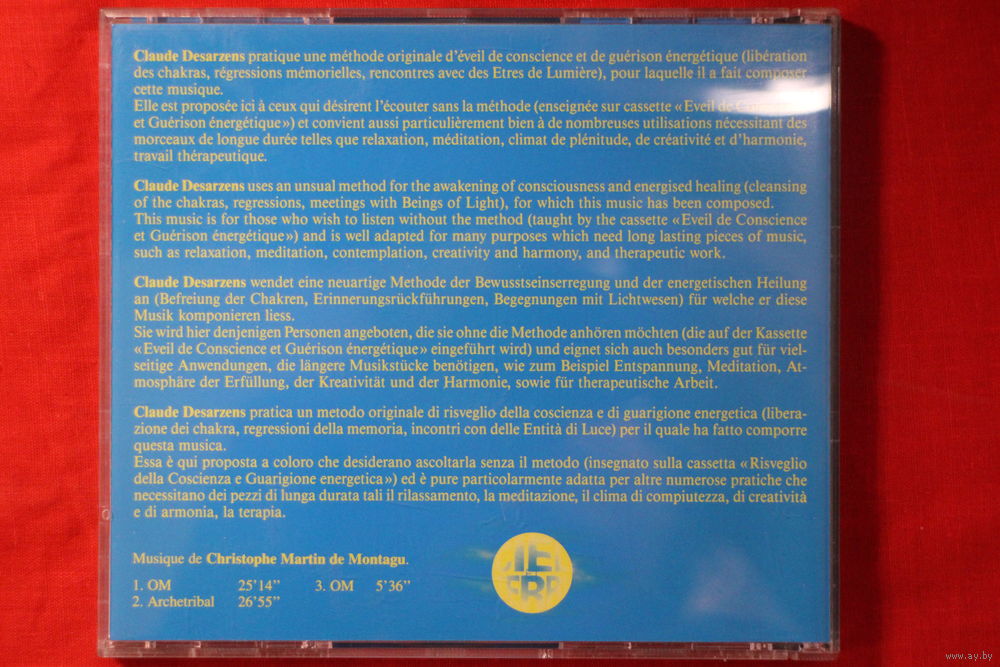 Claude Desarzens pratique une méthode originale d'éveil de conscience et de guérison énergétique (libération
des chakras, régressions mémorielles, rencontres avec des Etres de Lumière), pour laquelle il a fait composer
cette musique.
Elle est proposée ici à ceux qui désirent l'écouter sans la méthode (enseignée sur cassette «Eveil de Conscience
et Guérison énergétique») et convient aussi particulièrement bien à de nombreuses utilisations nécessitant des
morceaux de longue durée telles que relaxation, méditation, climat de plénitude, de créativité et d'harmonie,
travail thérapeutique.
Claude Desarzens uses an unsual method for the awakening of consciousness and energised healing (cleansing
of the chakras, regressions, meetings with Beings of Light), for which this music has been composed.
This music is for those who wish to listen without the method (taught by the cassette «Eveil de Conscience
et Guérison énergétique») and is well adapted for many purposes which need long lasting pieces of music,
such as relaxation, meditation, contemplation, creativity and harmony, and therapeutic work.
Claude Desarzens wendet eine neuartige Methode der Bewusstseinserregung und der energetischen Heilung
an (Befreiung der Chakren, Erinnerungsrückführungen, Begegnungen mit Lichtwesen) für welche er diese
Musik komponieren liess.
Sie wird hier denjenigen Personen angeboten, die sie ohne die Methode anhören möchten (die auf der Kassette
«Eveil de Conscience et Guérison énergétique» eingeführt wird) und eignet sich auch besonders gut für viel-
seitige Anwendungen, die längere Musikstücke benötigen, wie zum Beispiel Entspannung, Meditation, At-
mosphäre der Erfüllung, der Kreativität und der Harmonie, sowie für therapeutische Arbeit.
Claude Desarzens pratica un metodo originale di risveglio della coscienza e di guarigione energetica (libera-
zione dei chakra, regressioni della memoria, incontri con delle Entità di Luce) per il quale ha fatto comporre
questa musica.
Essa è qui proposta a coloro che desiderano ascoltarla senza il metodo (insegnato sulla cassetta «Risveglio
della Coscienza e Guarigione energetica») ed è pure particolarmente adatta per altre numerose pratiche che
necessitano dei pezzi di lunga durata tali il rilassamento, la meditazione, il clima di compiutezza, di creatività
e di armonia, la terapia.
Musique de Christophe Martin de Montagu.
1. OM 25'14" 3. OM 5'36"
2. Archetribal 26'55"
www.ay.by